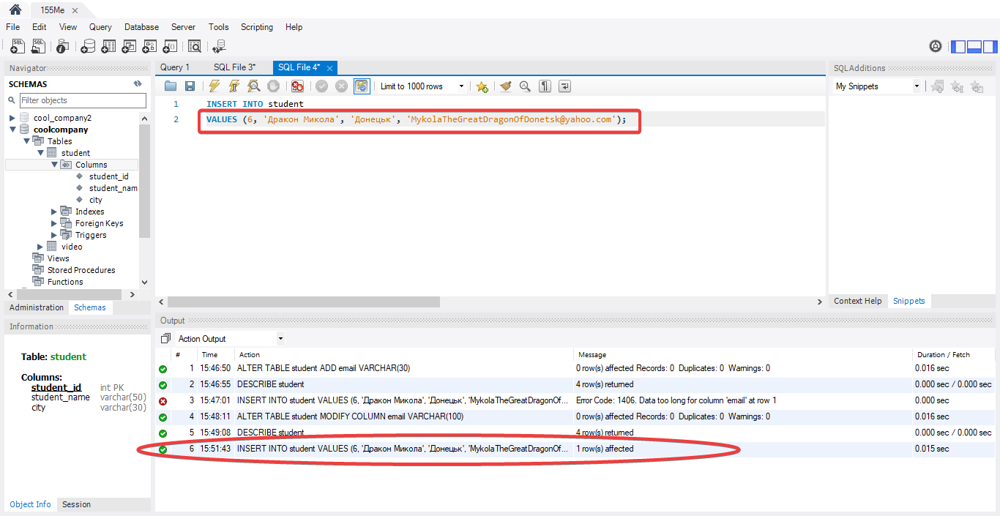 155Me
File Edit View Query Database Server Tools Scripting Help
Navigator
SCHEMAS
Filter objects
cool_company2
coolcompany
Tables
student
Columns
student_id
student_nam
city
Indexes
Foreign Keys
Triggers
video
Views
Stored Procedures
Functions
Administration Schemas
Information
Table: student
Columns:
student_id int PK
student_name varchar(50)
city varchar(30)
Object Info Session
Query 1 SQL File 3* SQL File 4*
Limit to 1000 rows
1 INSERT INTO student
2 VALUES (6, 'Дракон Микола', 'Донецьк', 'MykolaTheGreatDragonOfDonetsk@yahoo.com');
SQLAdditions
My Snippets
Context Help Snippets
Output
Action Output
# Time Action Message Duration / Fetch
1 15:46:50 ALTER TABLE student ADD email VARCHAR(30) 0 row(s) affected Records: 0 Duplicates: 0 Warnings: 0 0.016 sec
2 15:46:55 DESCRIBE student 4 row(s) returned 0.000 sec / 0.000 sec
3 15:47:01 INSERT INTO student VALUES (6, 'Дракон Микола', 'Донецьк', 'MykolaTheGreatDragonOf... Error Code: 1406. Data too long for column 'email' at row 1 0.000 sec
4 15:48:11 ALTER TABLE student MODIFY COLUMN email VARCHAR(100) 0 row(s) affected Records: 0 Duplicates: 0 Warnings: 0 0.016 sec
5 15:49:08 DESCRIBE student 4 row(s) returned 0.000 sec / 0.000 sec
6 15:51:43 INSERT INTO student VALUES (6, 'Дракон Микола', 'Донецьк', 'MykolaTheGreatDragonOf... 1 row(s) affected 0.015 sec